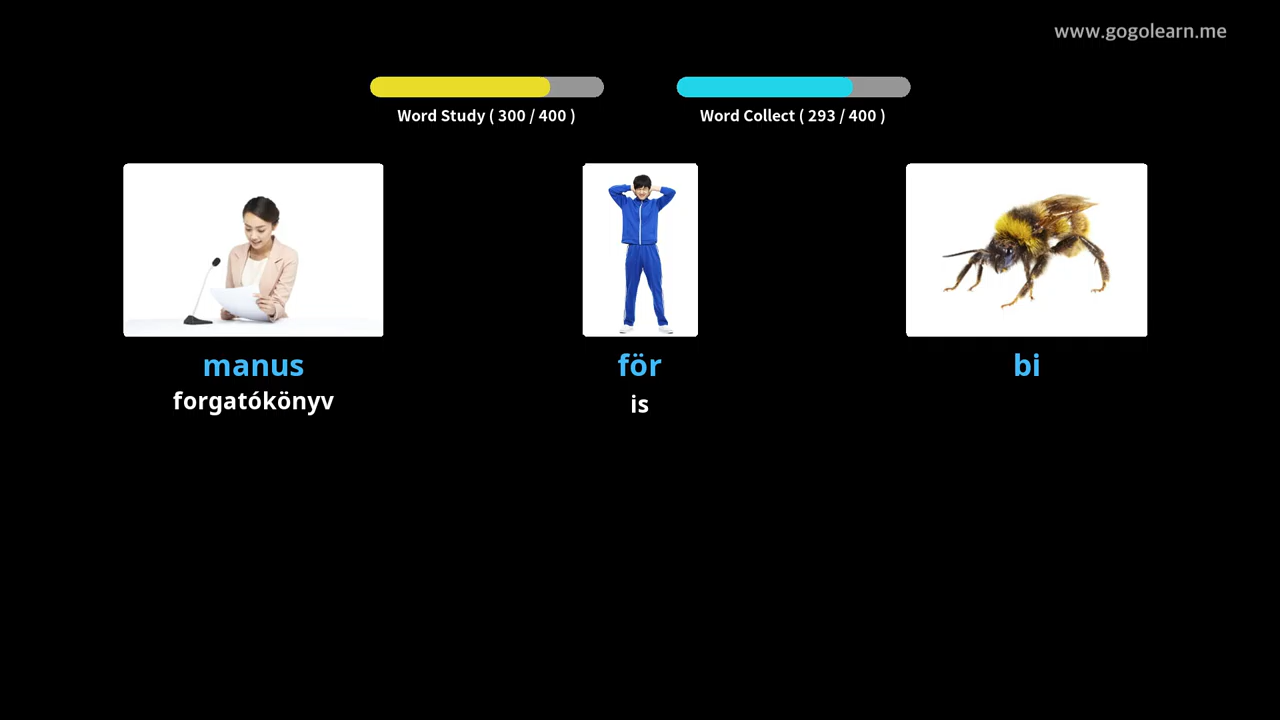 www.gogolearn.me
Word Study ( 300 / 400 )
Word Collect ( 293 / 400 )
manus
forgatókönyv
för
is
bi